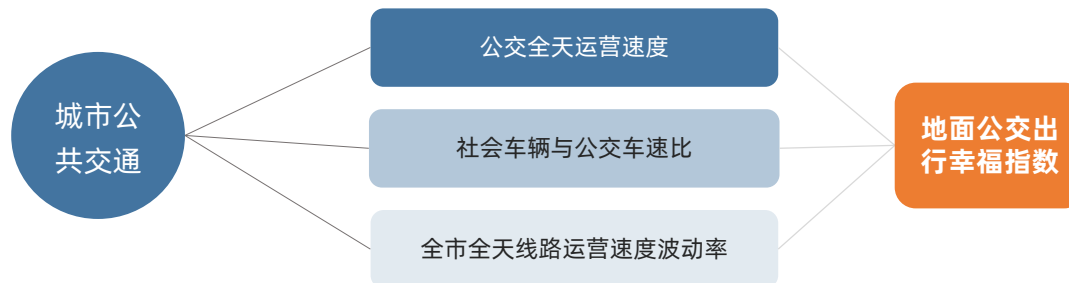 城市公
共交通
公交全天运营速度
社会车辆与公交车速比
全市全天线路运营速度波动率
地面公交出
行幸福指数